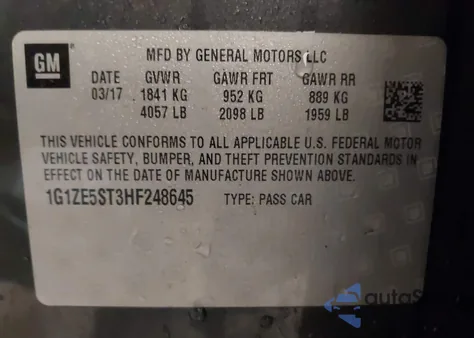 GM
MFD BY GENERAL MOTORS LLC
DATE GVWR GAWR FRT GAWR RR
03/17 1841 KG 952 KG 889 KG
4057 LB 2098 LB 1959 LB
THIS VEHICLE CONFORMS TO ALL APPLICABLE U.S. FEDERAL MOTOR
VEHICLE SAFETY, BUMPER, AND THEFT PREVENTION STANDARDS IN
EFFECT ON THE DATE OF MANUFACTURE SHOWN ABOVE.
1G1ZE5ST3HF248645 TYPE: PASS CAR